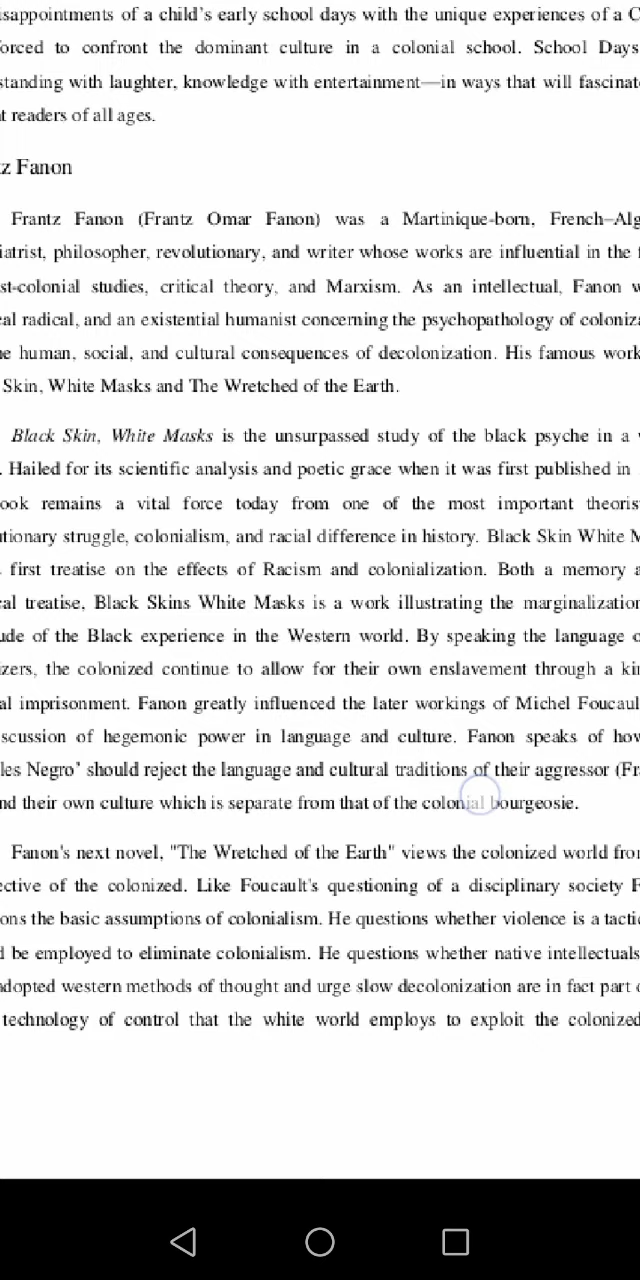 isappointments of a child's early school days with the unique experiences of a C
orced to confront the dominant culture in a colonial school. School Days
standing with laughter, knowledge with entertainment—in ways that will fascinate
t readers of all ages.
z Fanon
Frantz Fanon (Frantz Omar Fanon) was a Martinique-born, French–Alg
iatrist, philosopher, revolutionary, and writer whose works are influential in the f
st-colonial studies, critical theory, and Marxism. As an intellectual, Fanon w
al radical, and an existential humanist concerning the psychopathology of coloniza
e human, social, and cultural consequences of decolonization. His famous work
Skin, White Masks and The Wretched of the Earth.
Black Skin, White Masks is the unsurpassed study of the black psyche in a
. Hailed for its scientific analysis and poetic grace when it was first published in
ook remains a vital force today from one of the most important theoris
tionary struggle, colonialism, and racial difference in history. Black Skin White M
first treatise on the effects of Racism and colonialization. Both a memory a
al treatise, Black Skins White Masks is a work illustrating the marginalization
ude of the Black experience in the Western world. By speaking the language o
izers, the colonized continue to allow for their own enslavement through a kin
al imprisonment. Fanon greatly influenced the later workings of Michel Foucaul
scussion of hegemonic power in language and culture. Fanon speaks of how
les Negro' should reject the language and cultural traditions of their aggressor (Fra
nd their own culture which is separate from that of the colonial bourgeosie.
Fanon's next novel, "The Wretched of the Earth" views the colonized world from
ective of the colonized. Like Foucault's questioning of a disciplinary society F
ons the basic assumptions of colonialism. He questions whether violence is a tactic
d be employed to eliminate colonialism. He questions whether native intellectuals
adopted western methods of thought and urge slow decolonization are in fact part o
technology of control that the white world employs to exploit the colonized